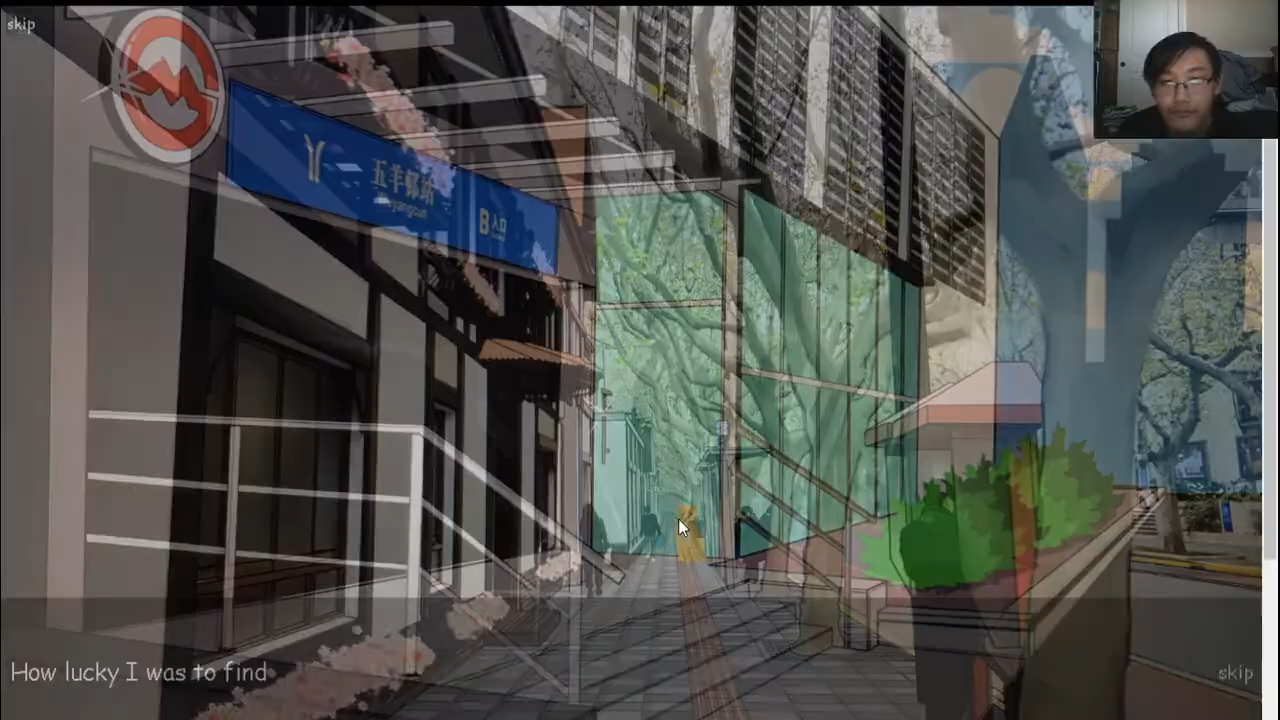 skip
五羊邨站
B入口
How lucky I was to find
skip